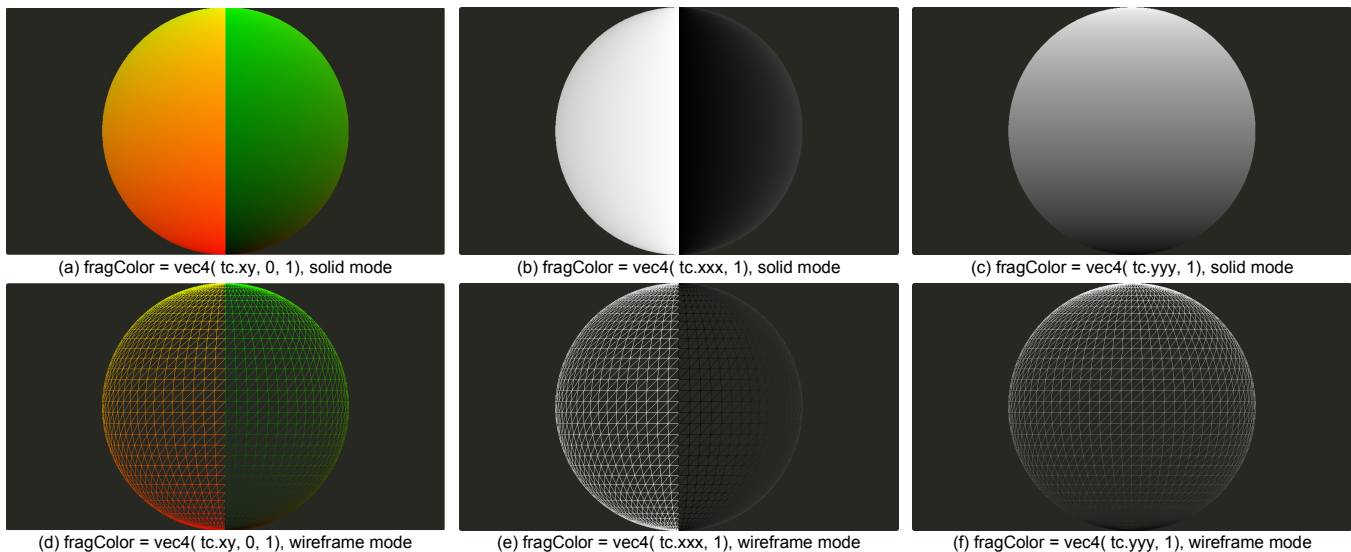 (a) fragColor = vec4( tc.xy, 0, 1), solid mode
(b) fragColor = vec4( tc.xxx, 1), solid mode
(c) fragColor = vec4( tc.yyy, 1), solid mode
(d) fragColor = vec4( tc.xy, 0, 1), wireframe mode
(e) fragColor = vec4( tc.xxx, 1), wireframe mode
(f) fragColor = vec4( tc.yyy, 1), wireframe mode